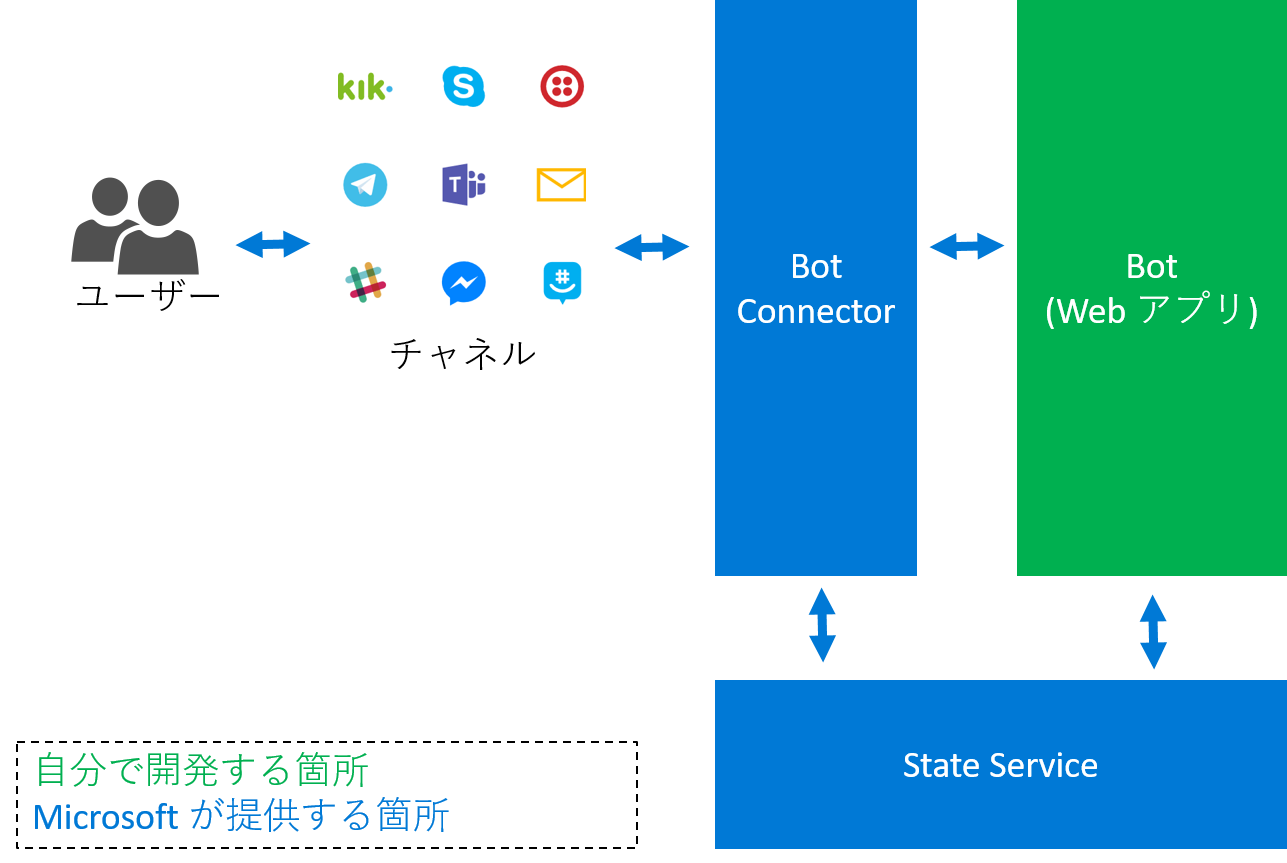 kik
S
T
ユーザー
チャネル
Bot
Connector
Bot
(Web アプリ)
State Service
自分で開発する箇所
Microsoft が提供する箇所